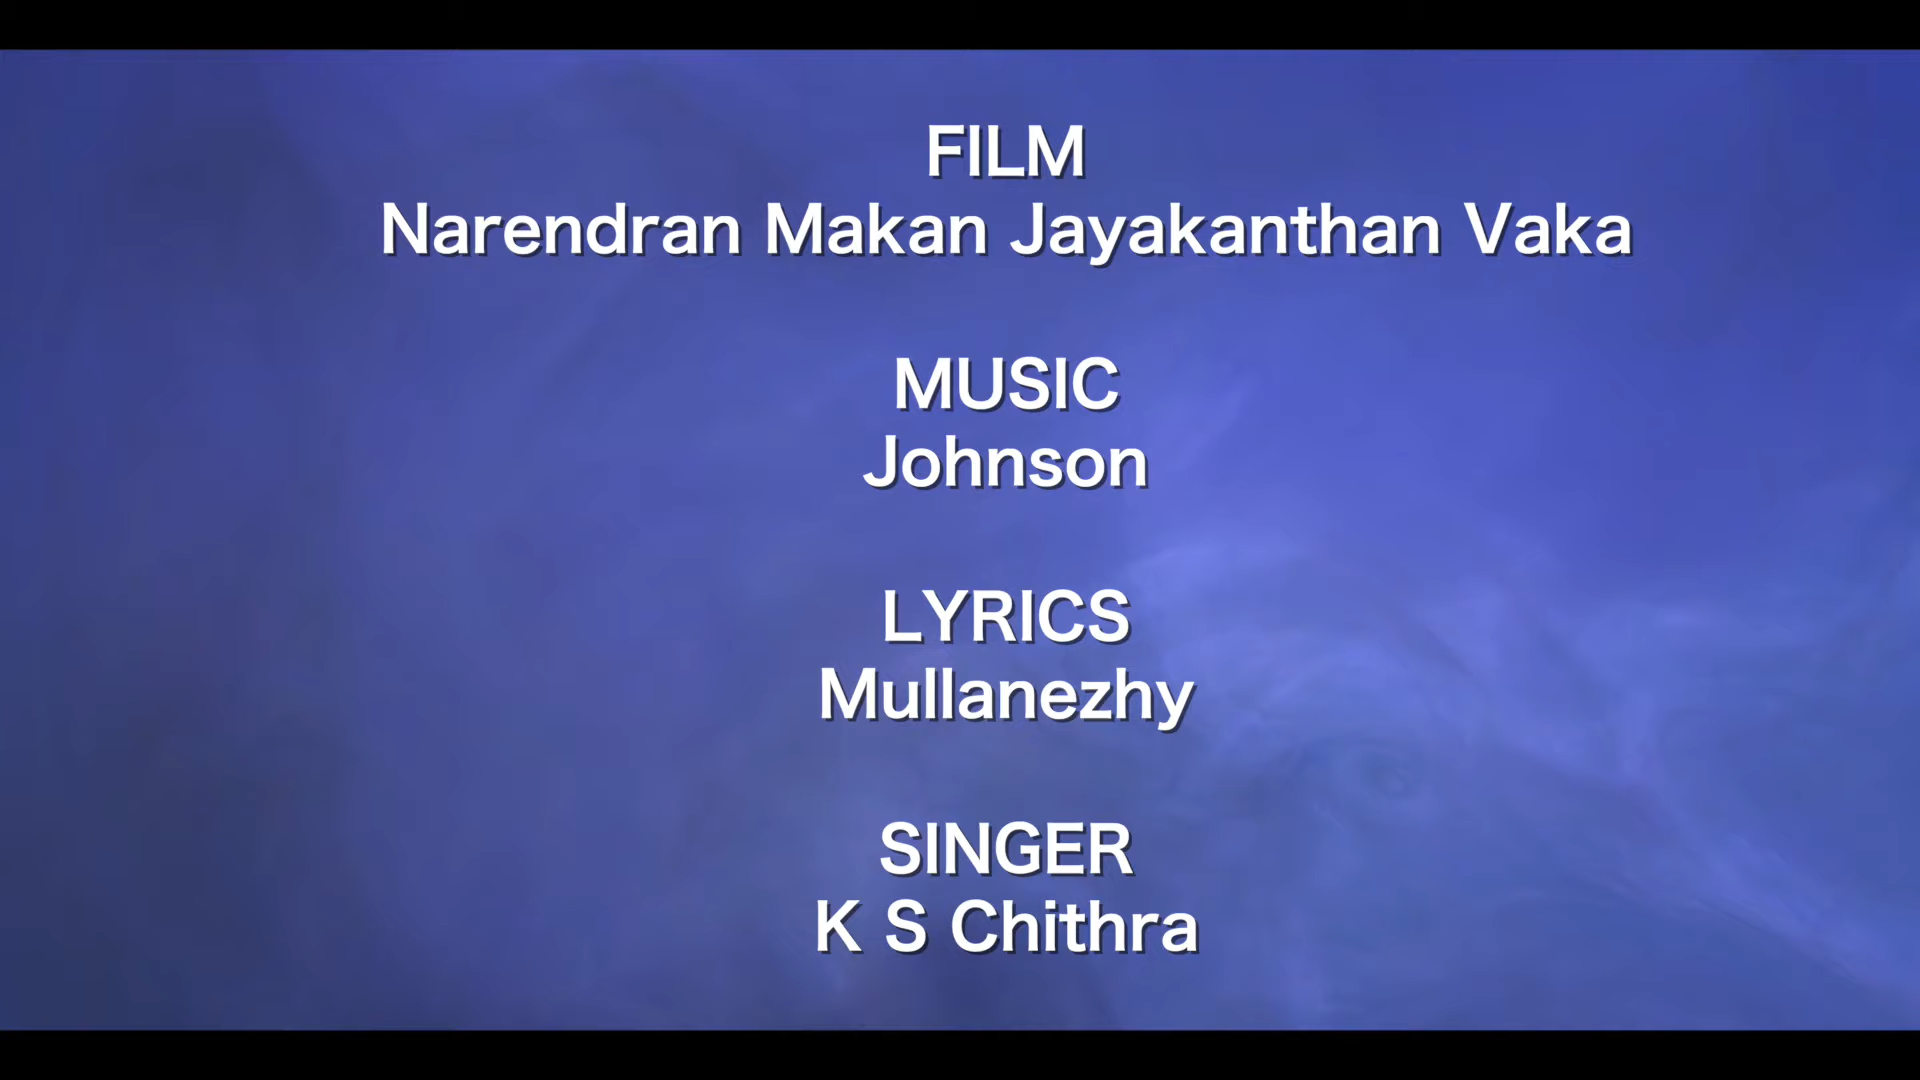 FILM
Narendran Makan Jayakanthan Vaka
MUSIC
Johnson
LYRICS
Mullanezhy
SINGER
K S Chithra